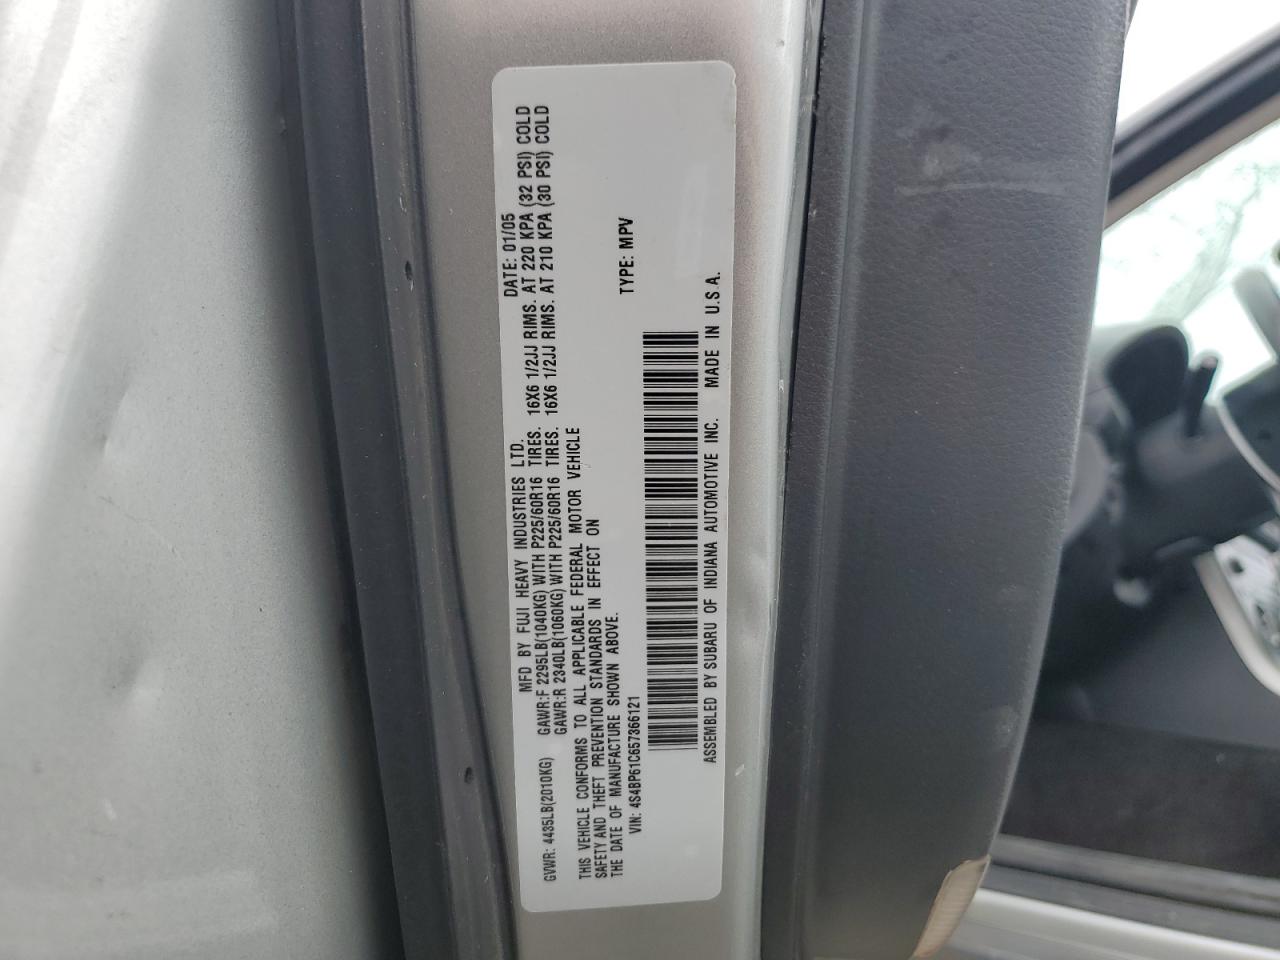 MFD BY FUJI HEAVY INDUSTRIES LTD. DATE: 01/05
GVWR: 4435LB(2010KG) GAWR:F 2295LB(1040KG) WITH P225/60R16 TIRES. 16X6 1/2JJ RIMS. AT 220 KPA (32 PSI) COLD
GAWR:R 2340LB(1060KG) WITH P225/60R16 TIRES. 16X6 1/2JJ RIMS. AT 210 KPA (30 PSI) COLD
THIS VEHICLE CONFORMS TO ALL APPLICABLE FEDERAL MOTOR VEHICLE
SAFETY AND THEFT PREVENTION STANDARDS IN EFFECT ON
THE DATE OF MANUFACTURE SHOWN ABOVE.
VIN: 4S4BP61C657366121 TYPE: MPV
ASSEMBLED BY SUBARU OF INDIANA AUTOMOTIVE INC. MADE IN U.S.A.